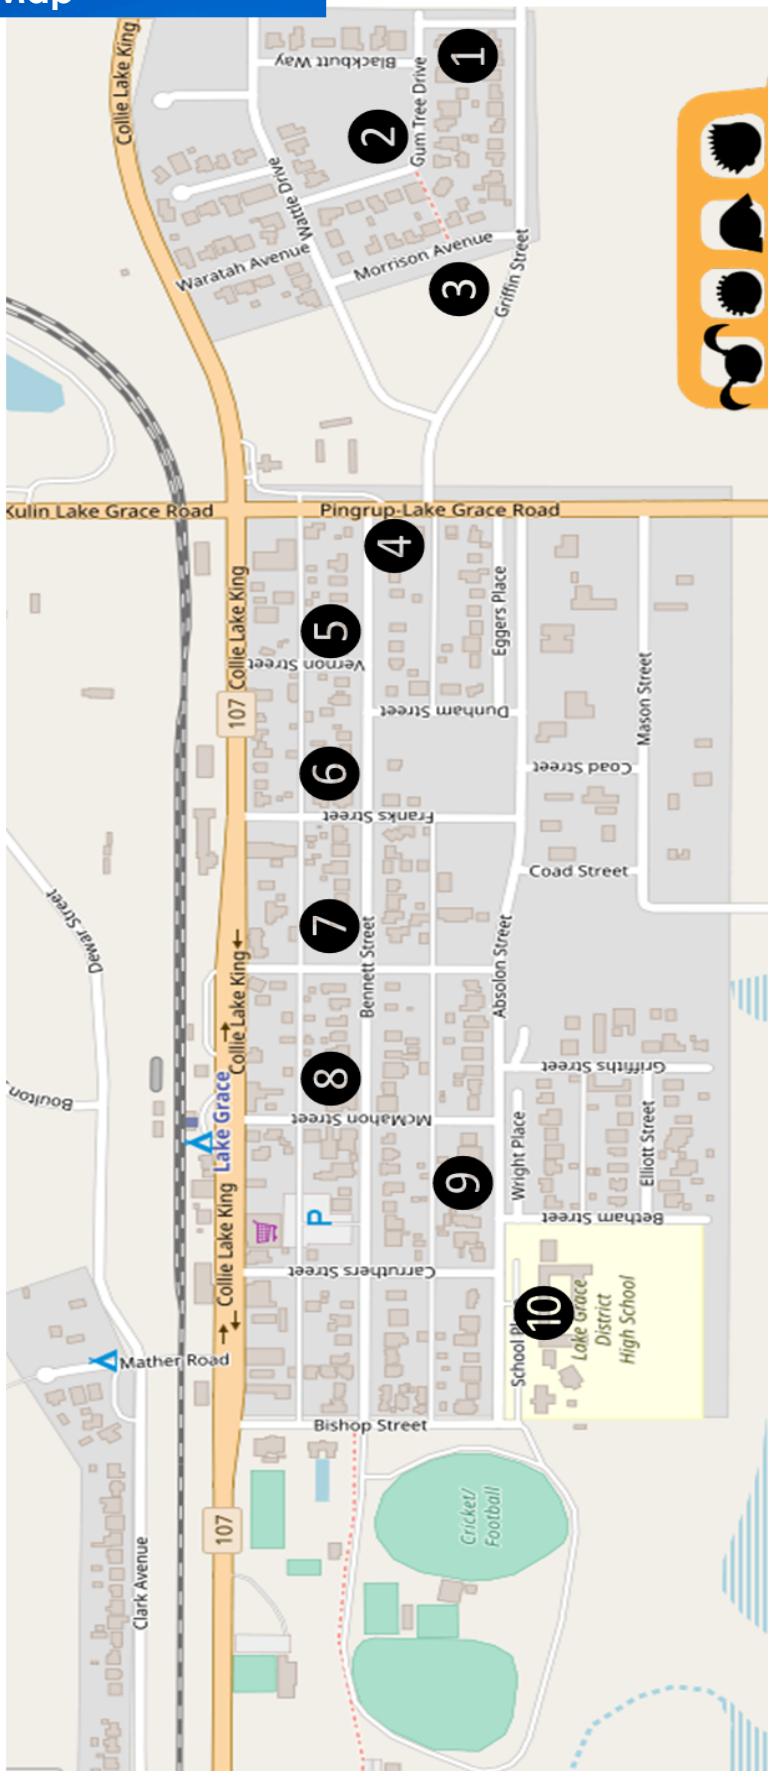 Map
Collie Lake King
Blackbutt Way
1
Gum Tree Drive
2
Wattle Drive
Waratah Avenue
Morrison Avenue
3
Griffin Street
Kulin Lake Grace Road
Pingrup-Lake Grace Road
4
Collie Lake King
5
Vernon Street
Eggers Place
Mason Street
107
Dunham Street
6
Coad Street
Franks Street
Coad Street
Dewar Street
7
Bennett Street
Absolon Street
Collie Lake King
8
Griffiths Street
Boulton
McMahon Street
Lake Grace
Wright Place
Elliott Street
9
P
Betham Street
Collie Lake King
Carruthers Street
10
Lake Grace
District
High School
School Pl
Mather Road
Bishop Street
107
Cricket/
Football
Clark Avenue